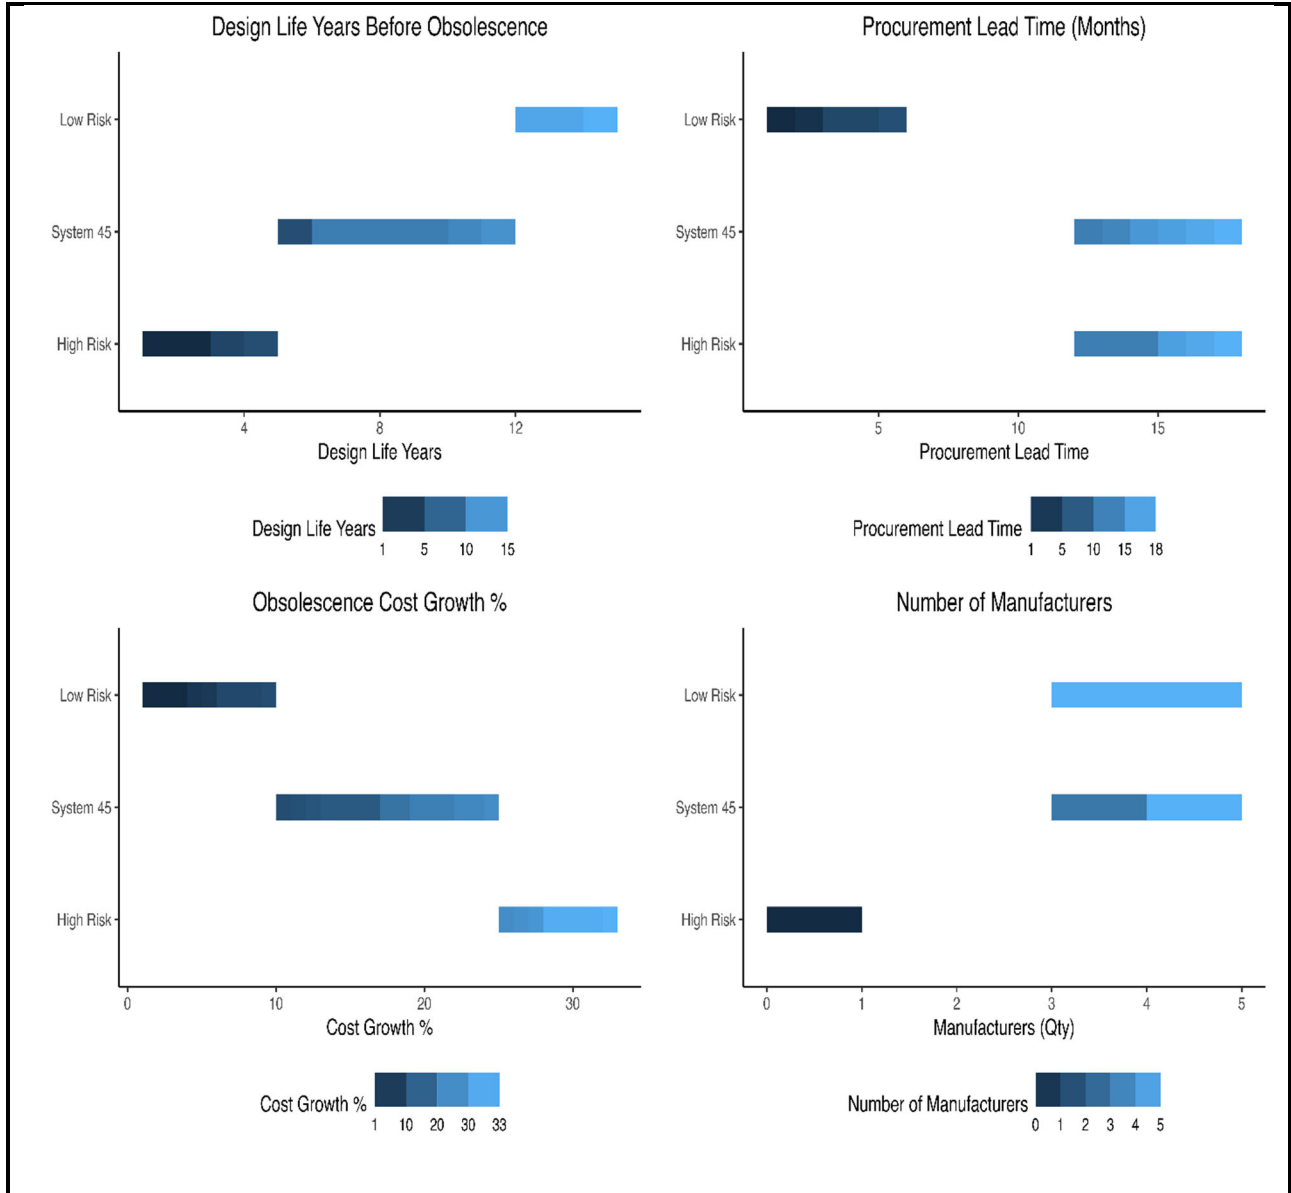 Design Life Years Before Obsolescence
Low Risk
System 45
High Risk
4 8 12
Design Life Years
Design Life Years
1 5 10 15
Procurement Lead Time (Months)
Low Risk
System 45
High Risk
5 10 15
Procurement Lead Time
Procurement Lead Time
1 5 10 15 18
Obsolescence Cost Growth %
Low Risk
System 45
High Risk
0 10 20 30
Cost Growth %
Cost Growth %
1 10 20 30 33
Number of Manufacturers
Low Risk
System 45
High Risk
0 1 2 3 4 5
Manufacturers (Qty)
Number of Manufacturers
0 1 2 3 4 5